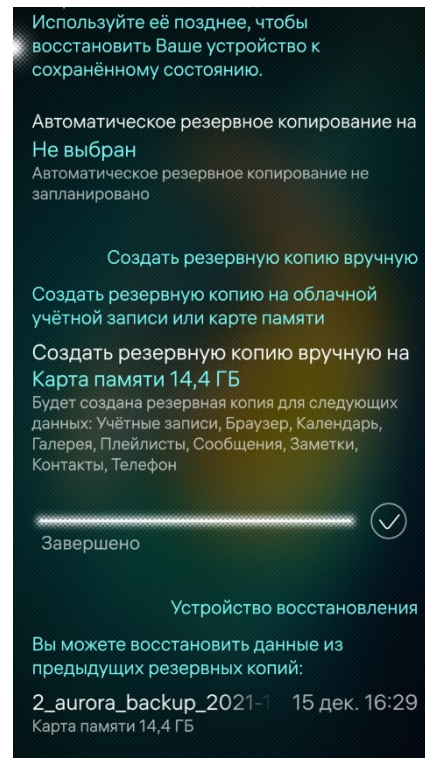 Используйте её позднее, чтобы
восстановить Ваше устройство к
сохранённому состоянию.
Автоматическое резервное копирование на
Не выбран
Автоматическое резервное копирование не
запланировано
Создать резервную копию вручную
Создать резервную копию на облачной
учётной записи или карте памяти
Создать резервную копию вручную на
Карта памяти 14,4 ГБ
Будет создана резервная копия для следующих
данных: Учётные записи, Браузер, Календарь,
Галерея, Плейлисты, Сообщения, Заметки,
Контакты, Телефон
Завершено
Устройство восстановления
Вы можете восстановить данные из
предыдущих резервных копий:
2_aurora_backup_2021-1 15 дек. 16:29
Карта памяти 14,4 ГБ